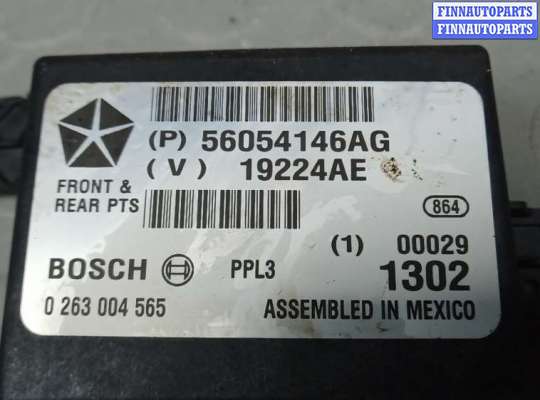 FINNAUTOPARTS
FINNAUTOPARTS
(P) 56054146AG
(V) 19224AE
FRONT &
REAR PTS
864
(1) 00029
BOSCH PPL3 1302
0 263 004 565 ASSEMBLED IN MEXICO